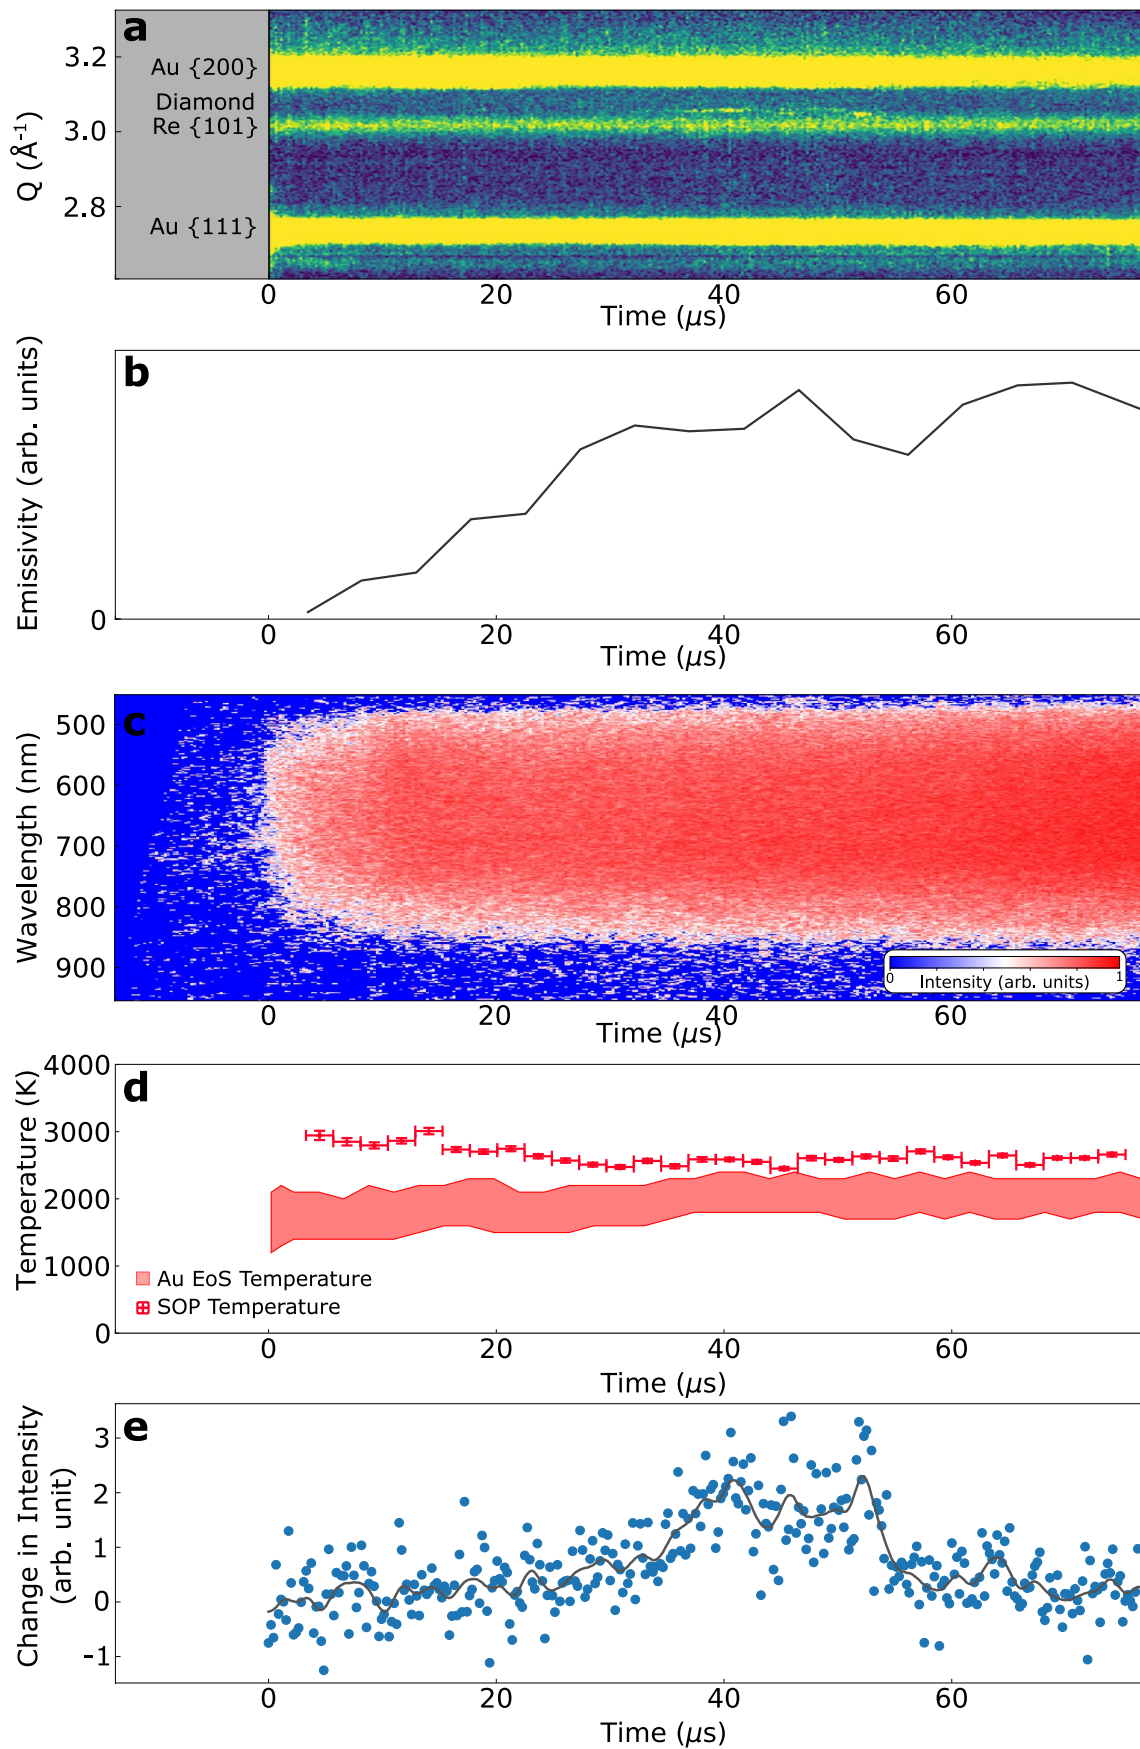 a
3.2
3.0
2.8
Q (Å⁻¹)
Au {200}
Diamond
Re {101}
Au {111}
0 20 40 60
Time (μs)
b
Emissivity (arb. units)
0
0 20 40 60
Time (μs)
c
500
600
700
800
900
Wavelength (nm)
0 1
Intensity (arb. units)
0 20 40 60
Time (μs)
d
4000
3000
2000
1000
0
Temperature (K)
Au EoS Temperature
SOP Temperature
0 20 40 60
Time (μs)
e
3
2
1
0
-1
Change in Intensity
(arb. unit)
0 20 40 60
Time (μs)